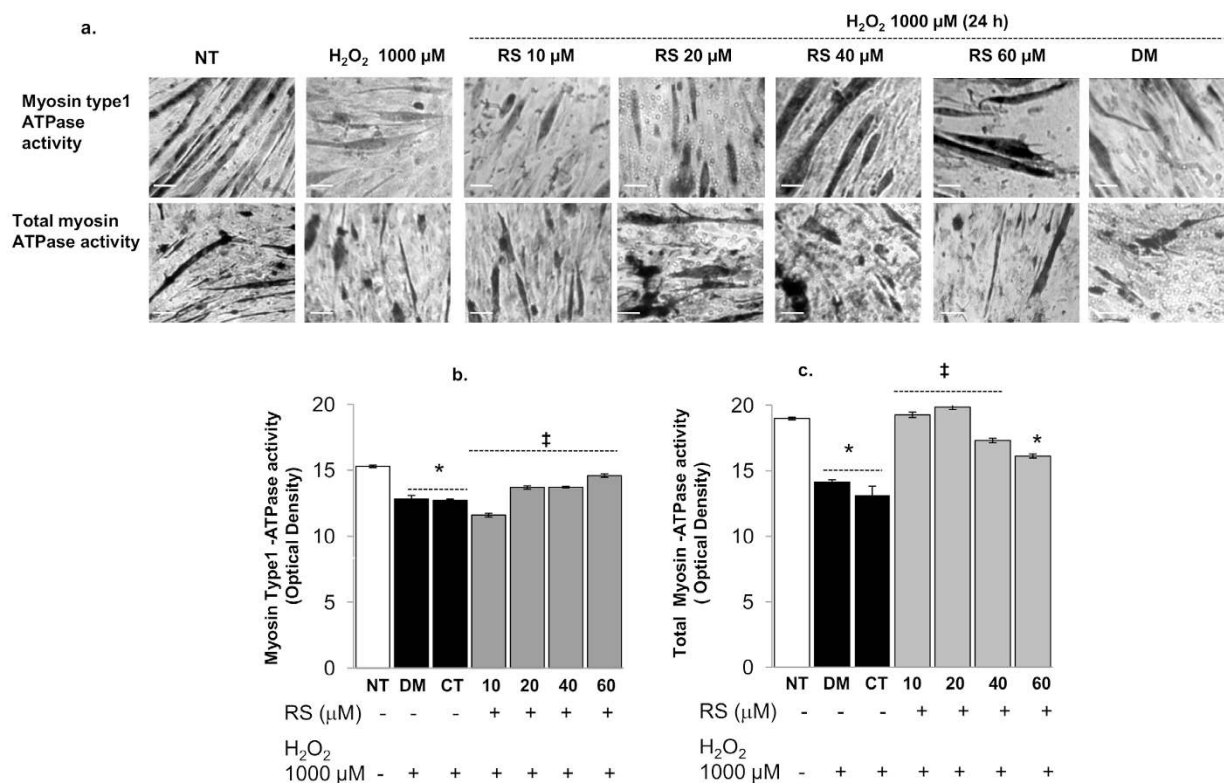 a.
H₂O₂ 1000 µM (24 h)
NT
H₂O₂ 1000 µM
RS 10 µM
RS 20 µM
RS 40 µM
RS 60 µM
DM
Myosin type1
ATPase
activity
Total myosin
ATPase activity
b.
Myosin Type1 -ATPase activity
(Optical Density)
20
15
10
5
0
*
‡
NT DM CT 10 20 40 60
RS (µM) - - - + + + +
H₂O₂
1000 µM - + + + + + +
c.
Total Myosin -ATPase activity
( Optical Density)
20
15
10
5
0
*
‡
*
NT DM CT 10 20 40 60
RS (µM) - - - + + + +
H₂O₂
1000 µM - + + + + + +